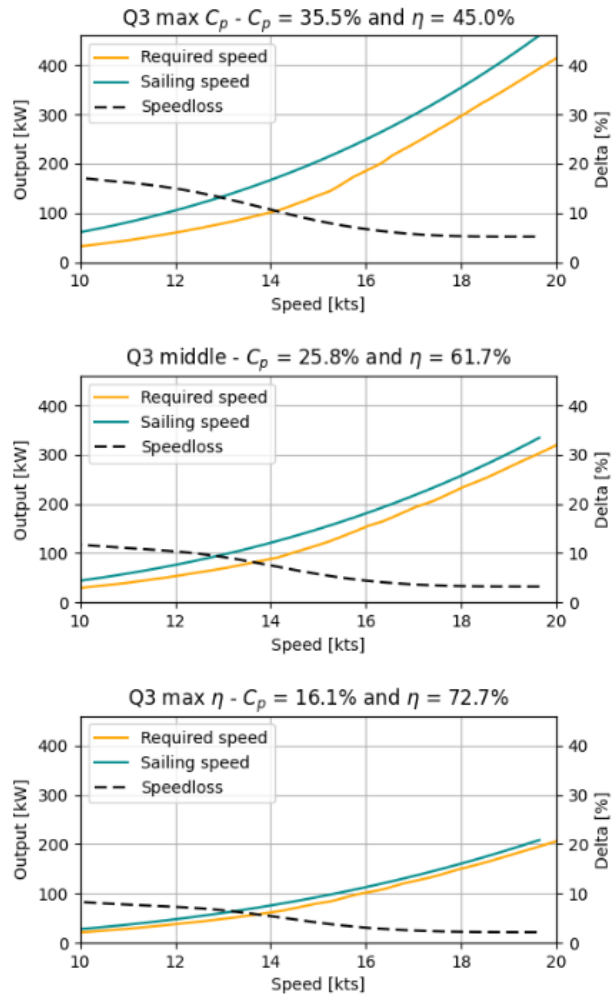 Q3 max Cp - Cp = 35.5% and η = 45.0%
Output [kW]
400
300
200
100
0
Required speed
Sailing speed
Speedloss
40
30
20
10
0
Delta [%]
10 12 14 16 18 20
Speed [kts]
Q3 middle - Cp = 25.8% and η = 61.7%
Output [kW]
400
300
200
100
0
Required speed
Sailing speed
Speedloss
40
30
20
10
0
Delta [%]
10 12 14 16 18 20
Speed [kts]
Q3 max η - Cp = 16.1% and η = 72.7%
Output [kW]
400
300
200
100
0
Required speed
Sailing speed
Speedloss
40
30
20
10
0
Delta [%]
10 12 14 16 18 20
Speed [kts]